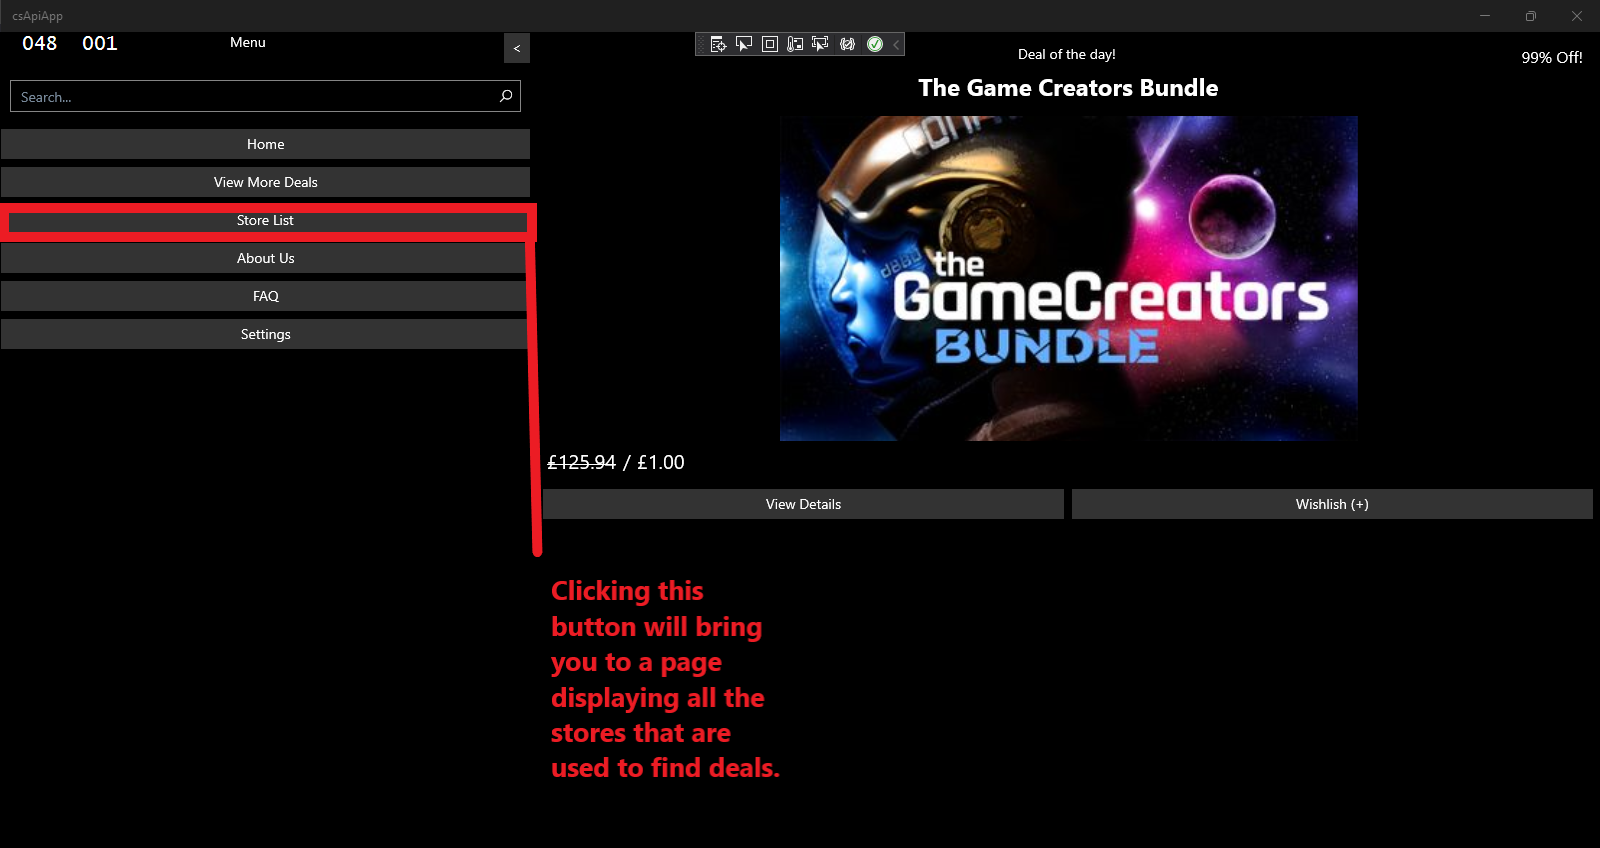 csApiApp
048 001
Menu
<
Search...
Home
View More Deals
Store List
About Us
FAQ
Settings
Deal of the day!
99% Off!
The Game Creators Bundle
dBBD
the
GameCreators
BUNDLE
£125.94 / £1.00
View Details
Wishlish (+)
Clicking this
button will bring
you to a page
displaying all the
stores that are
used to find deals.